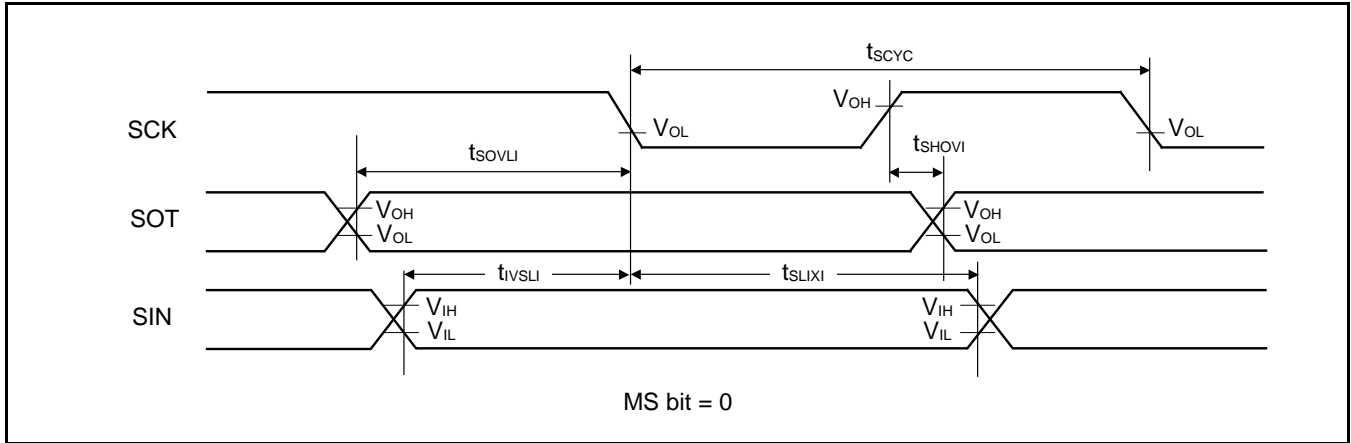 tSCYC
SCK
VOL
VOH
VOL
tSOVLI
tSHOVI
SOT
VOH
VOL
VOH
VOL
tIVSLI
tSLIXI
SIN
VIH
VIL
VIH
VIL
MS bit = 0